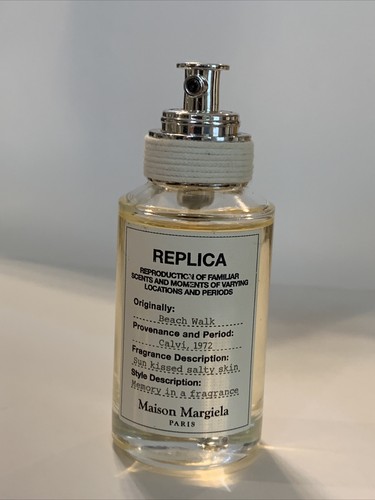 REPLICA
REPRODUCTION OF FAMILIAR
SCENTS AND MOMENTS OF VARYING
LOCATIONS AND PERIODS
Originally:
Beach Walk
Provenance and Period:
Calvi, 1972
Fragrance Description:
Sun kissed salty skin
Style Description:
Memory in a fragrance
Maison Margiela
PARIS